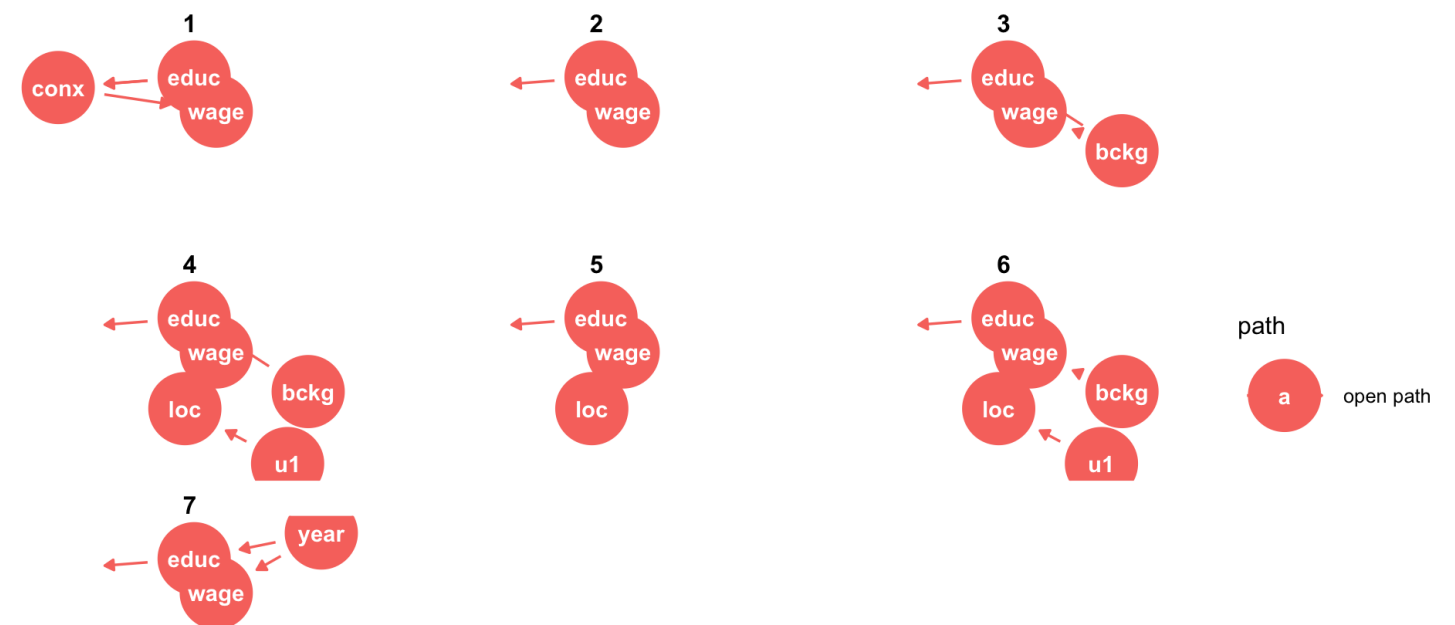 1
conx
educ
wage
2
educ
wage
3
educ
wage
bckg
4
educ
wage
bckg
loc
u1
5
educ
wage
loc
6
educ
wage
bckg
loc
u1
path
a
open path
7
year
educ
wage